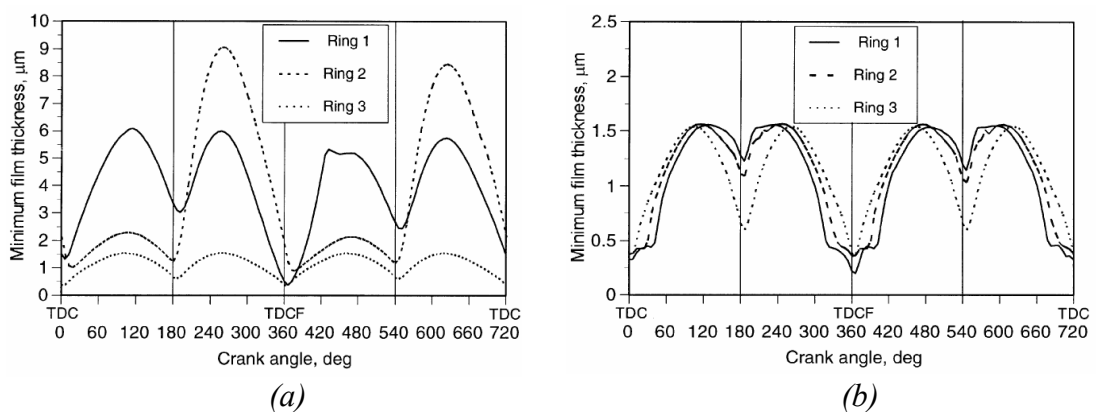 10
9
8
7
6
5
4
3
2
1
0
Minimum film thickness, μm
Ring 1
Ring 2
Ring 3
TDC TDCF TDC
0 60 120 180 260 300 360 420 480 540 600 660 720
Crank angle, deg
(a)
2.5
2
1.5
1
0.5
0
Minimum film thickness, μm
Ring 1
Ring 2
Ring 3
TDC TDCF TDC
0 60 120 180 260 300 360 420 480 540 600 660 720
Crank angle, deg
(b)